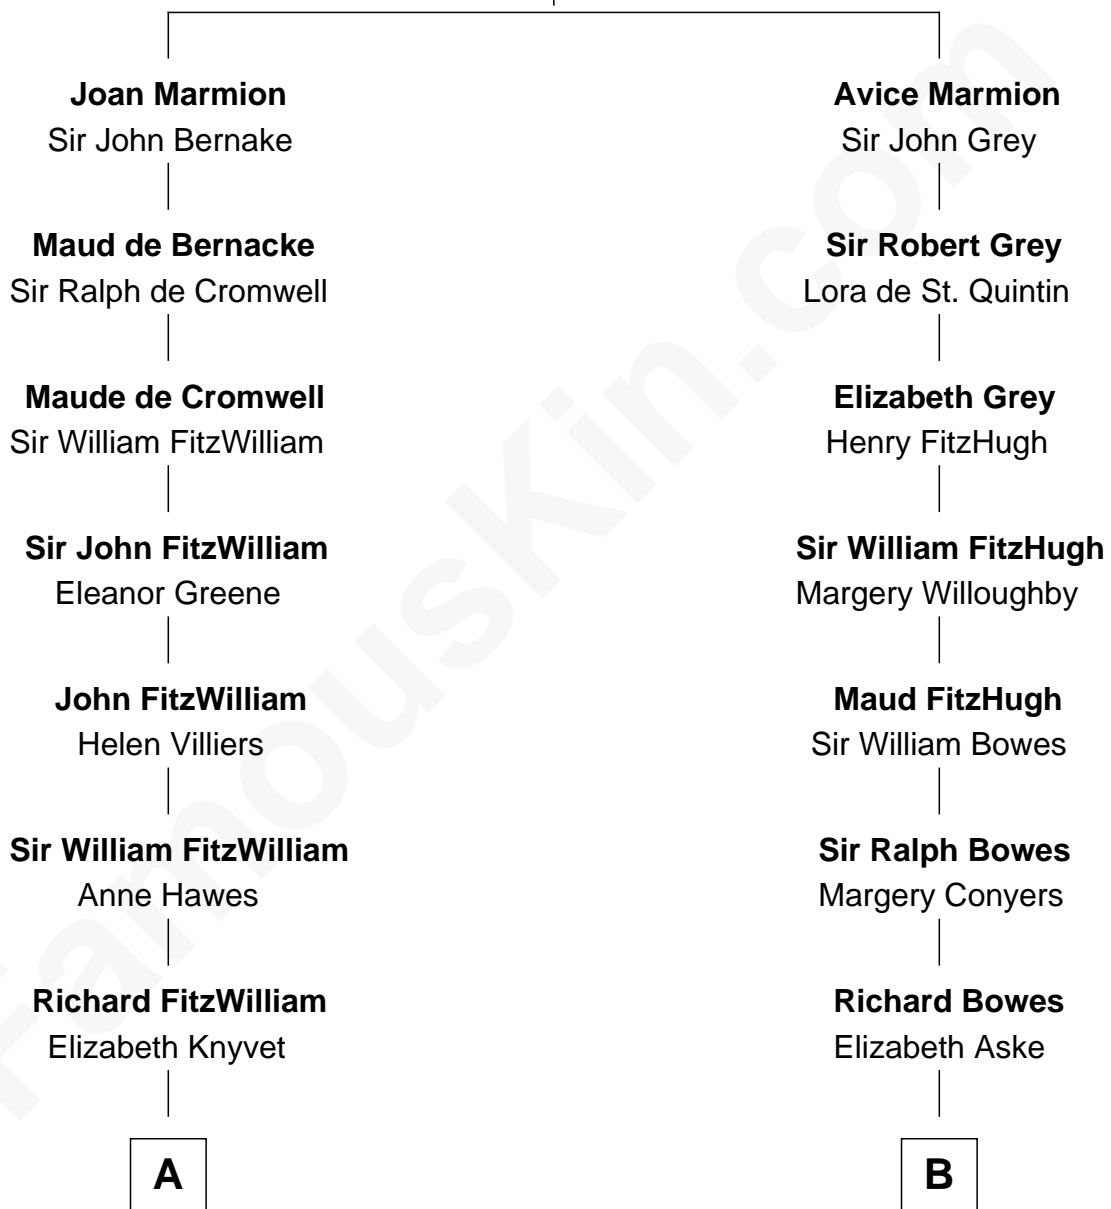 Joan Marmion
Sir John Bernake
Maud de Bernacke
Sir Ralph de Cromwell
Maude de Cromwell
Sir William FitzWilliam
Sir John FitzWilliam
Eleanor Greene
John FitzWilliam
Helen Villiers
Sir William FitzWilliam
Anne Hawes
Richard FitzWilliam
Elizabeth Knyvet
A
Avice Marmion
Sir John Grey
Sir Robert Grey
Lora de St. Quintin
Elizabeth Grey
Henry FitzHugh
Sir William FitzHugh
Margery Willoughby
Maud FitzHugh
Sir William Bowes
Sir Ralph Bowes
Margery Conyers
Richard Bowes
Elizabeth Aske
B
FamousKin.com